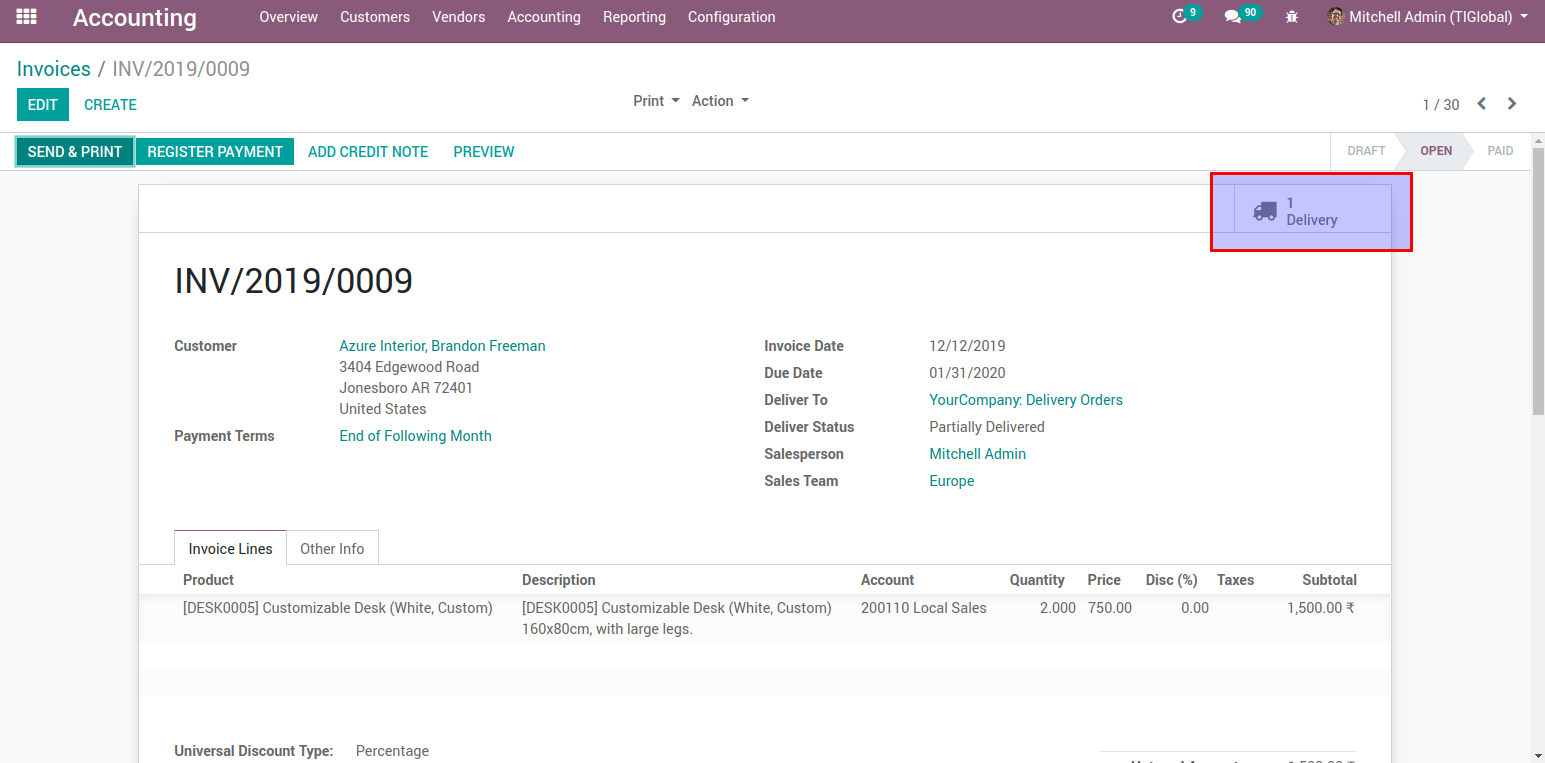 Accounting Overview Customers Vendors Accounting Reporting Configuration 9 90 Mitchell Admin (TIGlobal)
Invoices / INV/2019/0009
EDIT CREATE Print Action 1 / 30
SEND & PRINT REGISTER PAYMENT ADD CREDIT NOTE PREVIEW DRAFT OPEN PAID
1
Delivery
INV/2019/0009
Customer Azure Interior, Brandon Freeman
3404 Edgewood Road
Jonesboro AR 72401
United States
Payment Terms End of Following Month
Invoice Date 12/12/2019
Due Date 01/31/2020
Deliver To YourCompany: Delivery Orders
Deliver Status Partially Delivered
Salesperson Mitchell Admin
Sales Team Europe
Invoice Lines Other Info
Product Description Account Quantity Price Disc (%) Taxes Subtotal
[DESK0005] Customizable Desk (White, Custom) [DESK0005] Customizable Desk (White, Custom) 200110 Local Sales 2.000 750.00 0.00 1,500.00 ₹
160x80cm, with large legs.
Universal Discount Type: Percentage